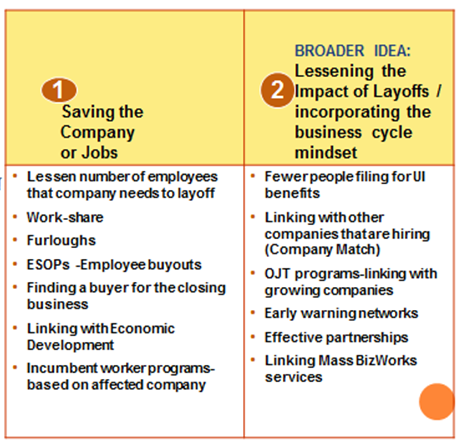 1
Saving the
Company
or Jobs
• Lessen number of employees
that company needs to layoff
• Work-share
• Furloughs
• ESOPs -Employee buyouts
• Finding a buyer for the closing
business
• Linking with Economic
Development
• Incumbent worker programs-
based on affected company
BROADER IDEA:
2
Lessening the
Impact of Layoffs /
incorporating the
business cycle
mindset
• Fewer people filing for UI
benefits
• Linking with other
companies that are hiring
(Company Match)
• OJT programs-linking with
growing companies
• Early warning networks
• Effective partnerships
• Linking Mass BizWorks
services